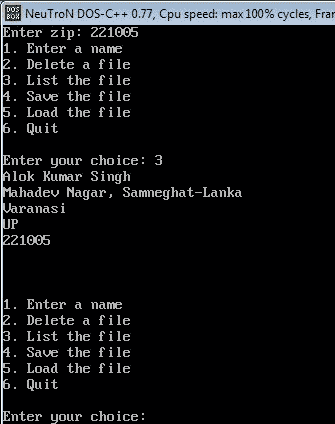 DOS BOX NeuTroN DOS-C++ 0.77, Cpu speed: max 100% cycles, Fran
Enter zip: 221005
1. Enter a name
2. Delete a file
3. List the file
4. Save the file
5. Load the file
6. Quit
Enter your choice: 3
Alok Kumar Singh
Mahadev Nagar, Samneghat-Lanka
Varanasi
UP
221005
1. Enter a name
2. Delete a file
3. List the file
4. Save the file
5. Load the file
6. Quit
Enter your choice: